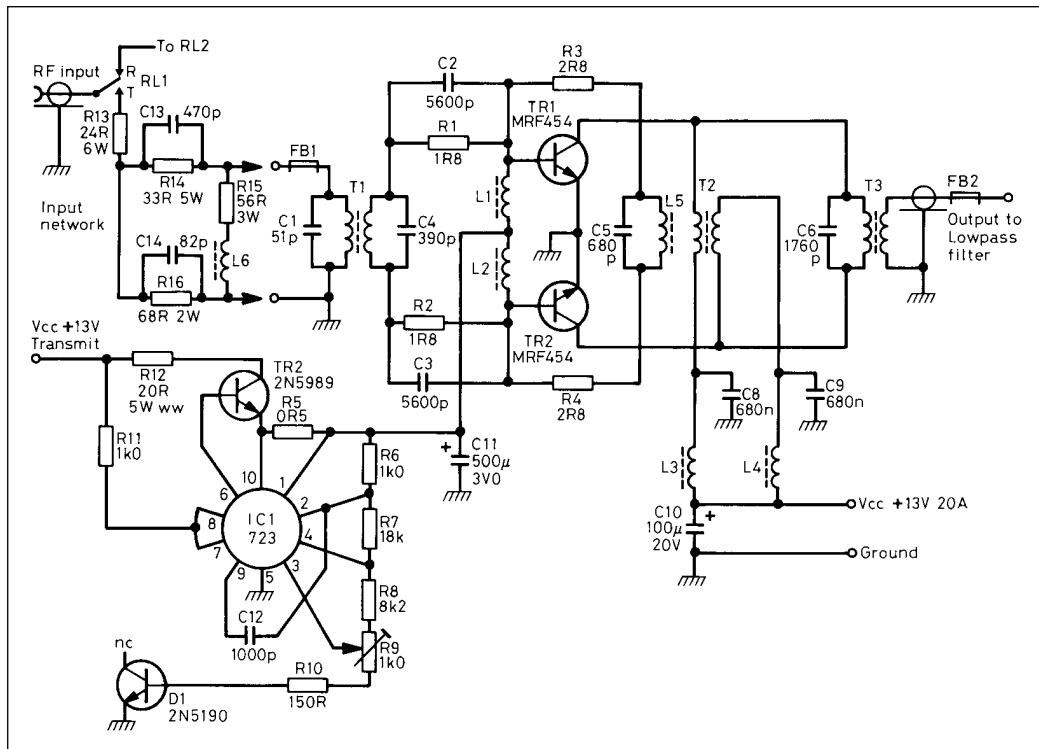 To RL2
RF input
R
RL1
T
C13
470p
R13
24R
6W
R14
33R 5W
R15
56R
3W
Input
network
C14
82p
L6
R16
68R 2W
FB1
C1
51p
T1
C4
390p
C2
5600p
R1
1R8
L1
L2
R2
1R8
C3
5600p
TR1
MRF454
TR2
MRF454
R3
2R8
R4
2R8
C5
680
p
L5
T2
C6
1760
p
T3
FB2
Output to
Lowpass
filter
C8
680n
C9
680n
L3
L4
Vcc +13V 20A
C10
100µ
20V
+
Ground
Vcc +13V
Transmit
R12
20R
5W ww
TR2
2N5989
R5
0R5
R11
1k0
+
C11
500µ
3V0
R6
1k0
R7
18k
R8
8k2
R9
1k0
10
1
6
2
8
IC1
723
4
7
3
9
5
C12
1000p
nc
D1
2N5190
R10
150R